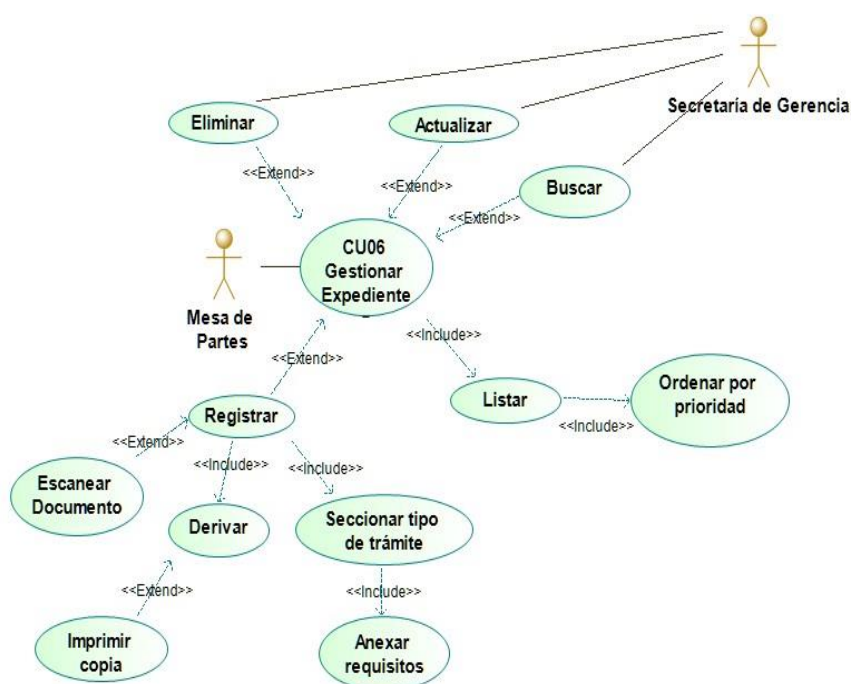 Secretaría de Gerencia
Eliminar
Actualizar
Buscar
<<Extend>>
<<Extend>>
<<Extend>>
CU06
Gestionar
Expediente
Mesa de
Partes
<<Extend>>
<<Include>>
Registrar
Listar
Ordenar por
prioridad
<<Include>>
<<Extend>>
<<Include>>
<<Include>>
Escanear
Documento
Derivar
Seccionar tipo
de trámite
<<Extend>>
<<Include>>
Imprimir
copia
Anexar
requisitos